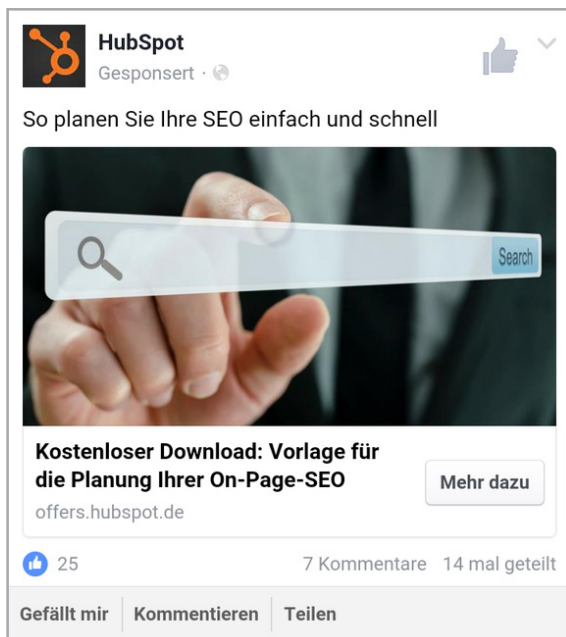 HubSpot
Gesponsert ·
So planen Sie Ihre SEO einfach und schnell
Search
Kostenloser Download: Vorlage für
die Planung Ihrer On-Page-SEO
Mehr dazu
offers.hubspot.de
25 7 Kommentare 14 mal geteilt
Gefällt mir Kommentieren Teilen